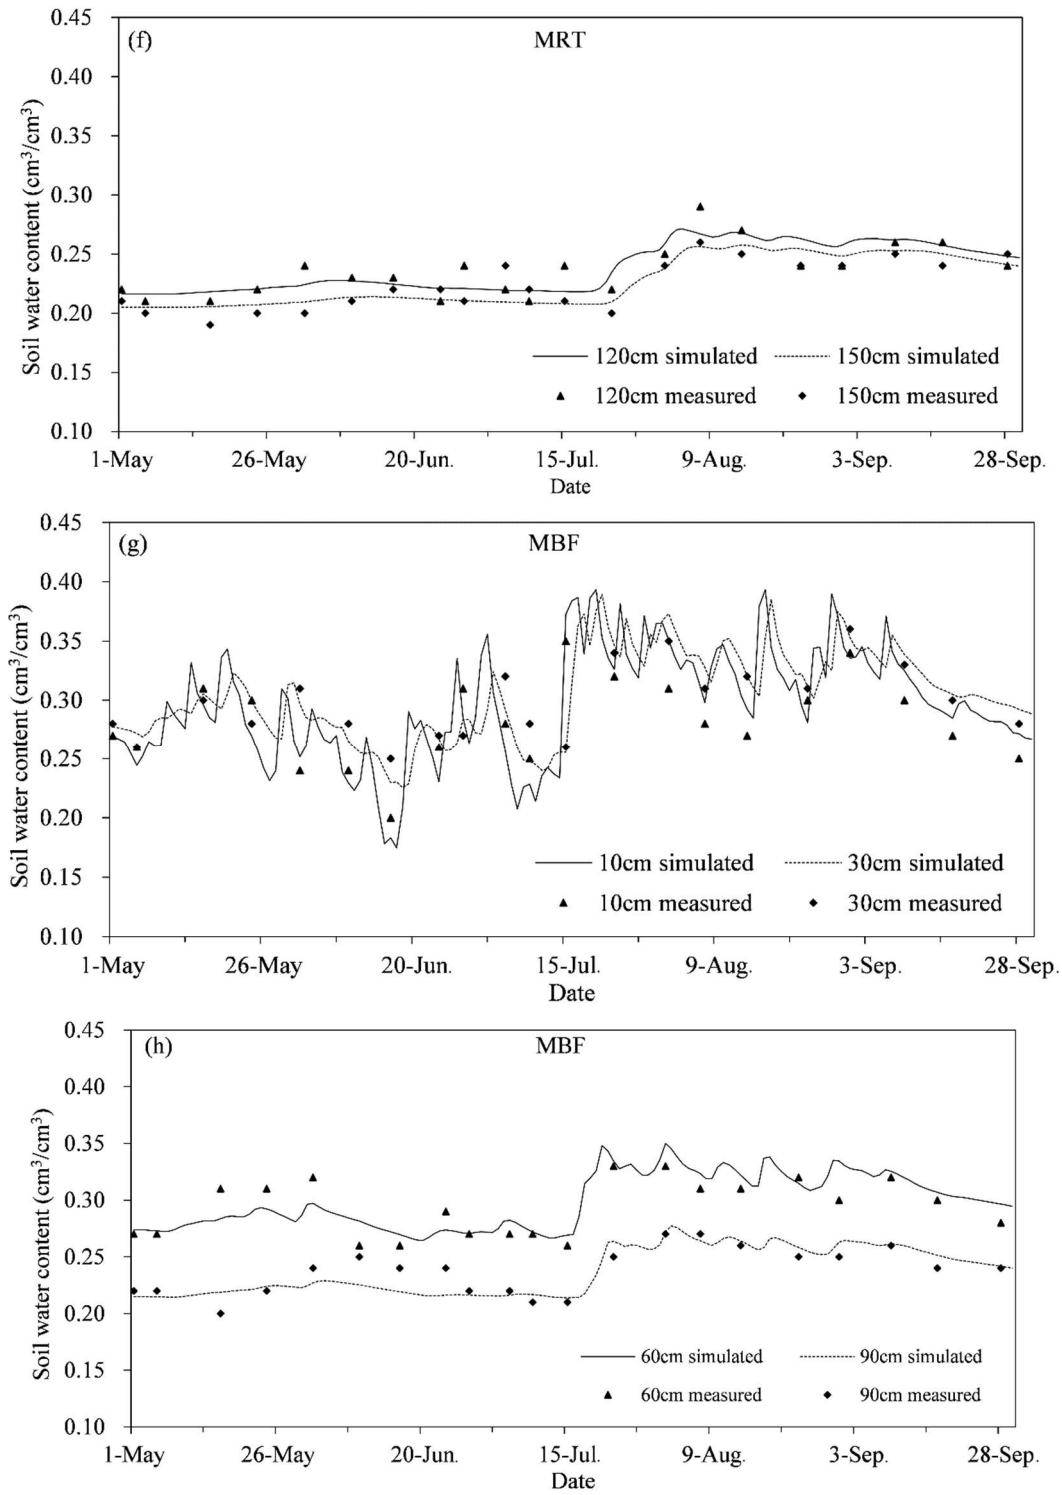 (f) MRT
Soil water content (cm³/cm³)
0.45
0.40
0.35
0.30
0.25
0.20
0.15
0.10
120cm simulated 150cm simulated
120cm measured 150cm measured
1-May 26-May 20-Jun. 15-Jul. 9-Aug. 3-Sep. 28-Sep.
Date
(g) MBF
Soil water content (cm³/cm³)
0.45
0.40
0.35
0.30
0.25
0.20
0.15
0.10
10cm simulated 30cm simulated
10cm measured 30cm measured
1-May 26-May 20-Jun. 15-Jul. 9-Aug. 3-Sep. 28-Sep.
Date
(h) MBF
Soil water content (cm³/cm³)
0.45
0.40
0.35
0.30
0.25
0.20
0.15
0.10
60cm simulated 90cm simulated
60cm measured 90cm measured
1-May 26-May 20-Jun. 15-Jul. 9-Aug. 3-Sep. 28-Sep.
Date